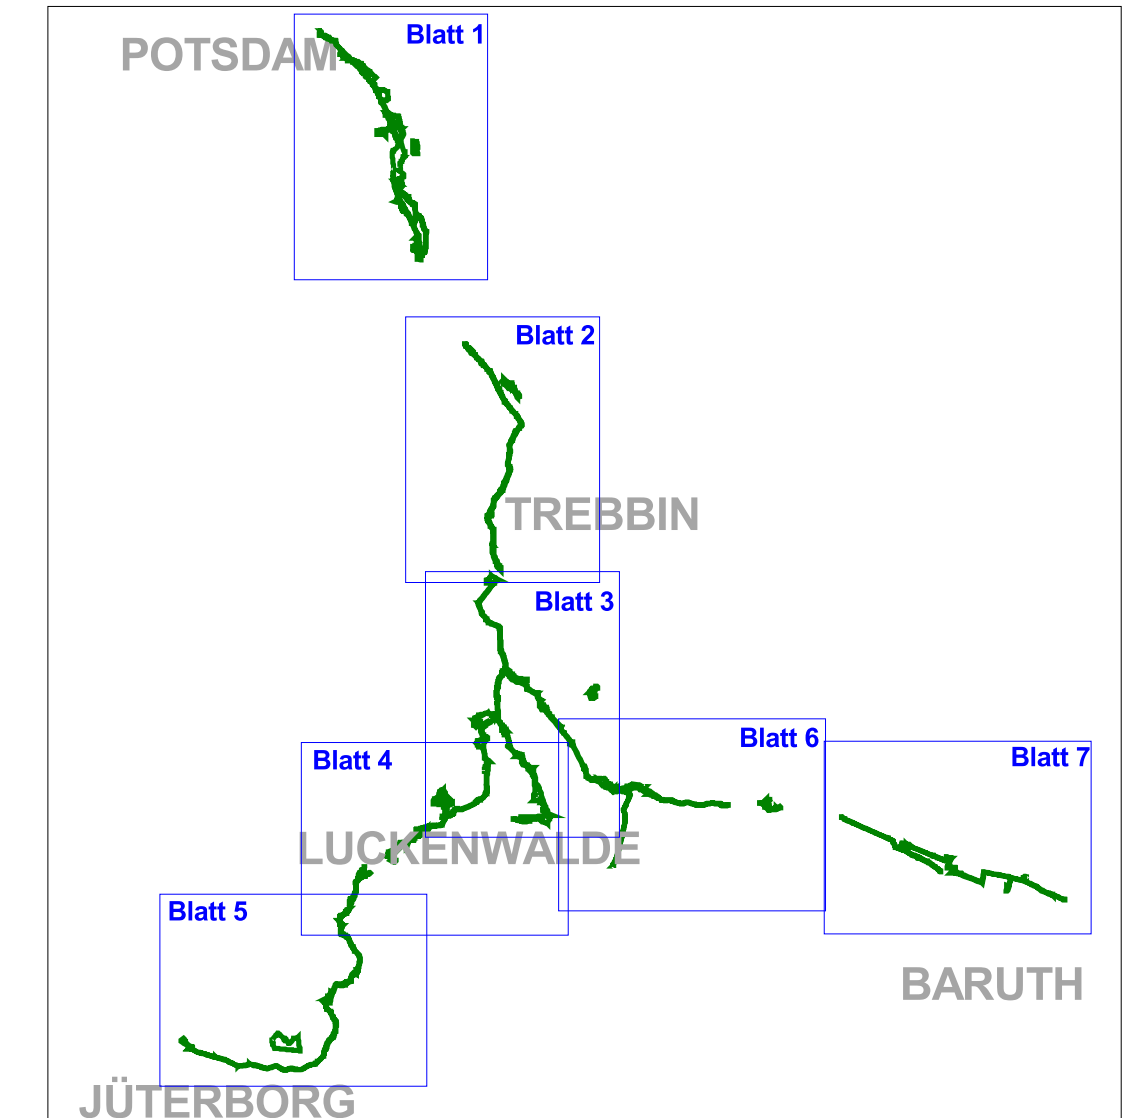 POTSDAM
Blatt 1
Blatt 2
TREBBIN
Blatt 3
Blatt 6
Blatt 7
Blatt 4
LUCKENWALDE
Blatt 5
BARUTH
JÜTERBORG